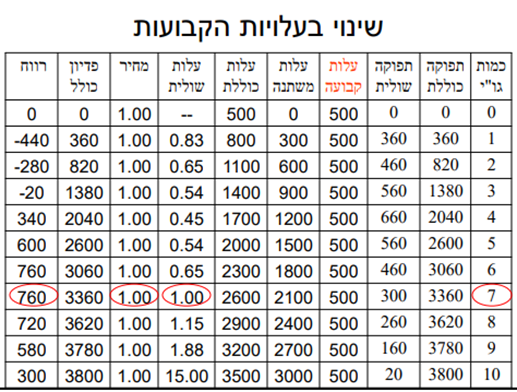 שינוי בעלויות הקבועות
כמות תפוקה תפוקה עלות עלות עלות עלות מחיר פדיון רווח
גו"י כוללת שולית קבועה משתנה כוללת שולית כולל
0 0 0 500 0 500 -- 1.00 0 0
1 360 360 500 300 800 0.83 1.00 360 -440
2 820 460 500 600 1100 0.65 1.00 820 -280
3 1380 560 500 900 1400 0.54 1.00 1380 -20
4 2040 660 500 1200 1700 0.45 1.00 2040 340
5 2600 560 500 1500 2000 0.54 1.00 2600 600
6 3060 460 500 1800 2300 0.65 1.00 3060 760
7 3360 300 500 2100 2600 1.00 1.00 3360 760
8 3620 260 500 2400 2900 1.15 1.00 3620 720
9 3780 160 500 2700 3200 1.88 1.00 3780 580
10 3800 20 500 3000 3500 15.00 1.00 3800 300